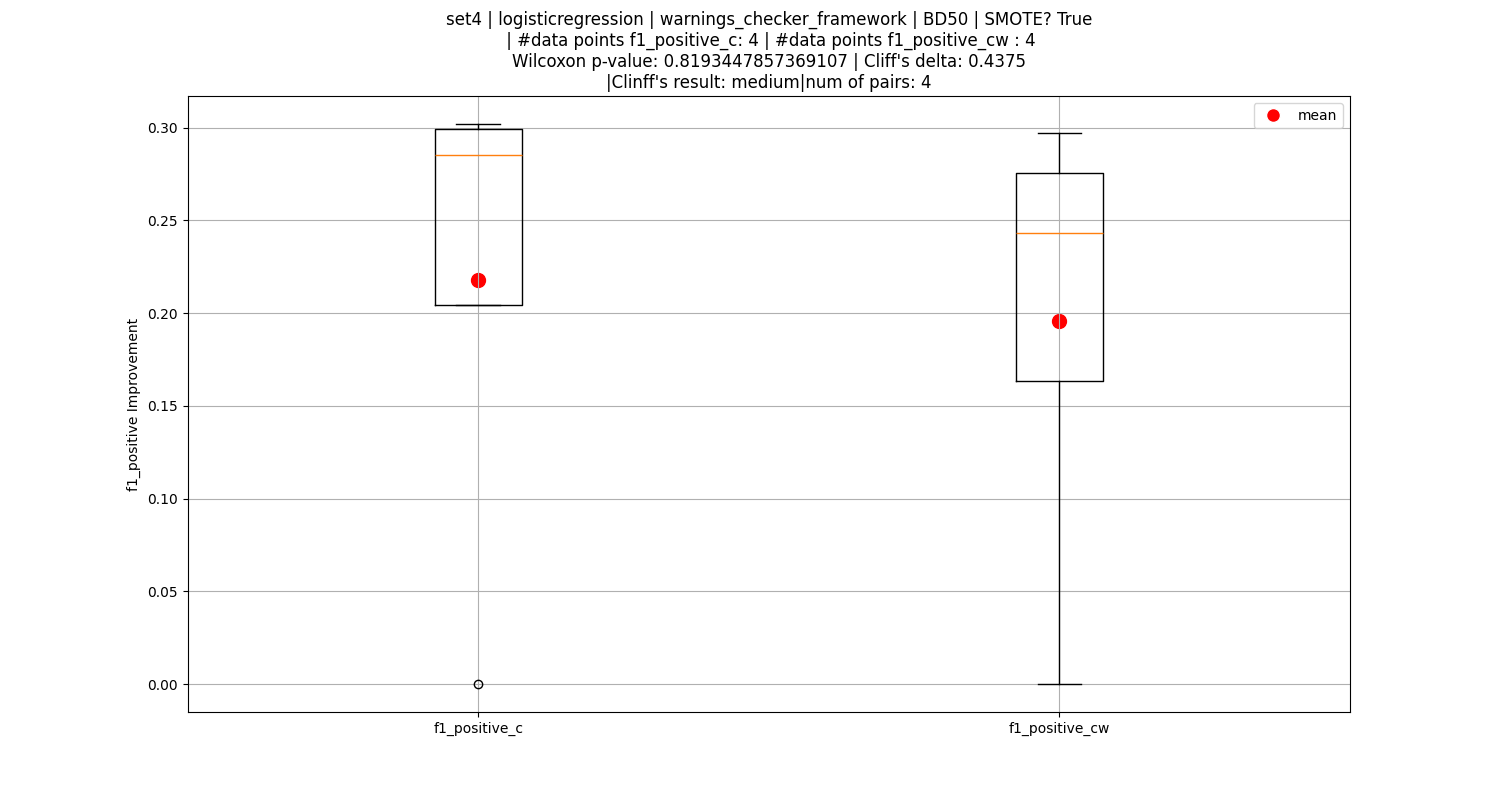 set4 | logisticregression | warnings_checker_framework | BD50 | SMOTE? True
| #data points f1_positive_c: 4 | #data points f1_positive_cw : 4
Wilcoxon p-value: 0.8193447857369107 | Cliff's delta: 0.4375
|Clinff's result: medium|num of pairs: 4
mean
0.30
0.25
0.20
0.15
0.10
0.05
0.00
f1_positive Improvement
f1_positive_c
f1_positive_cw